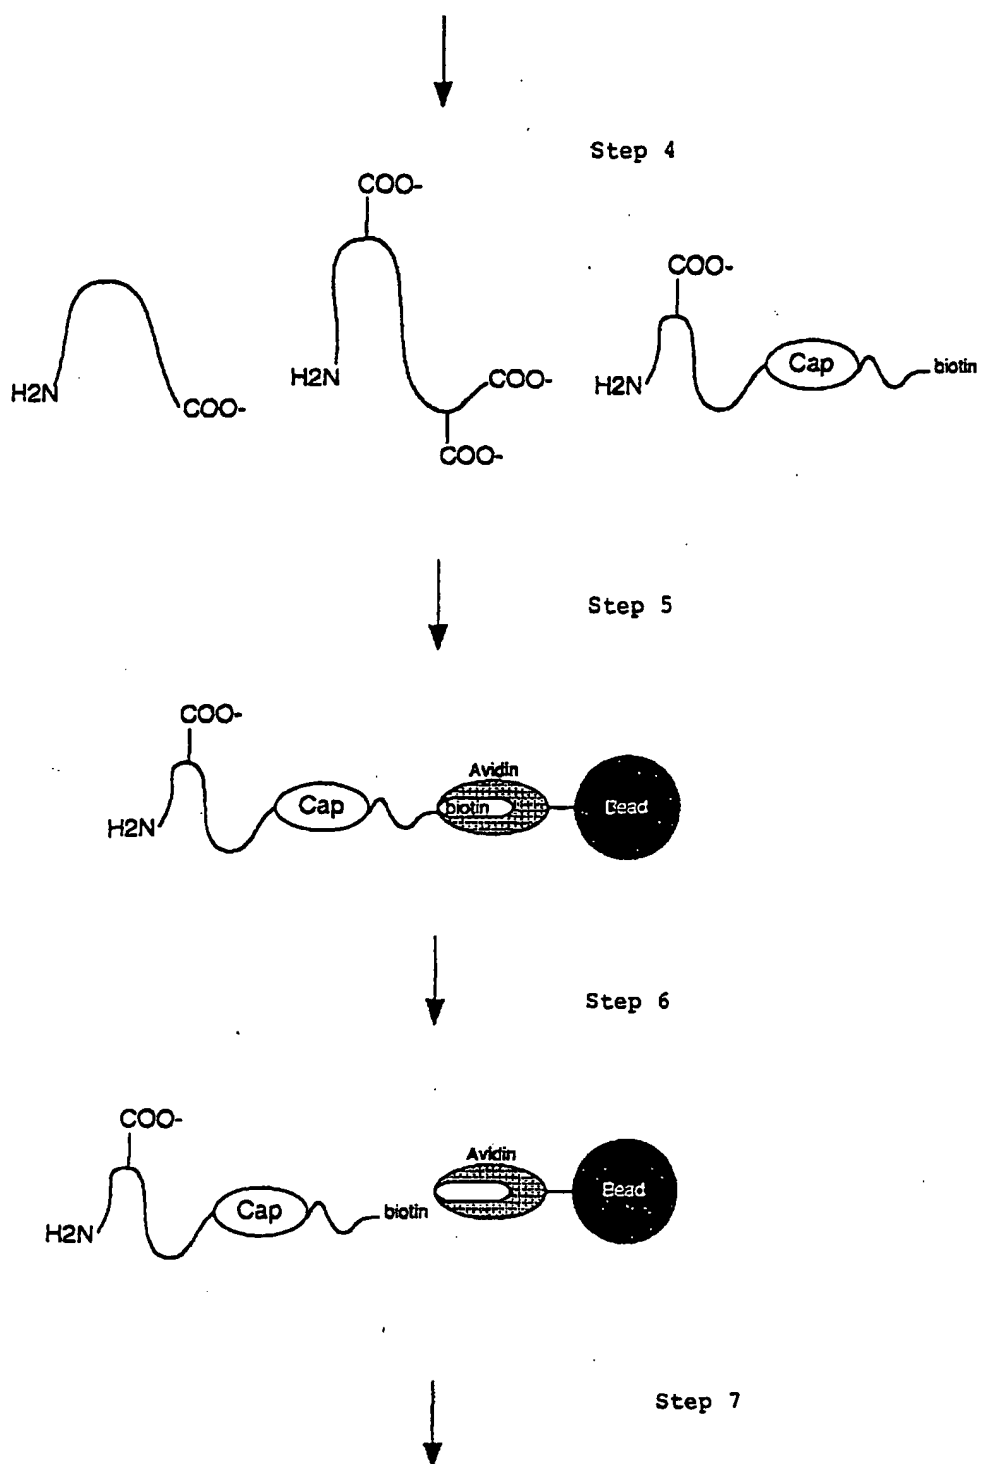 Step 4
COO-
COO-
H2N
COO-
H2N
COO-
COO-
H2N
Cap
biotin
Step 5
COO-
H2N
Cap
Avidin
biotin
Bead
Step 6
COO-
H2N
Cap
biotin
Avidin
Bead
Step 7